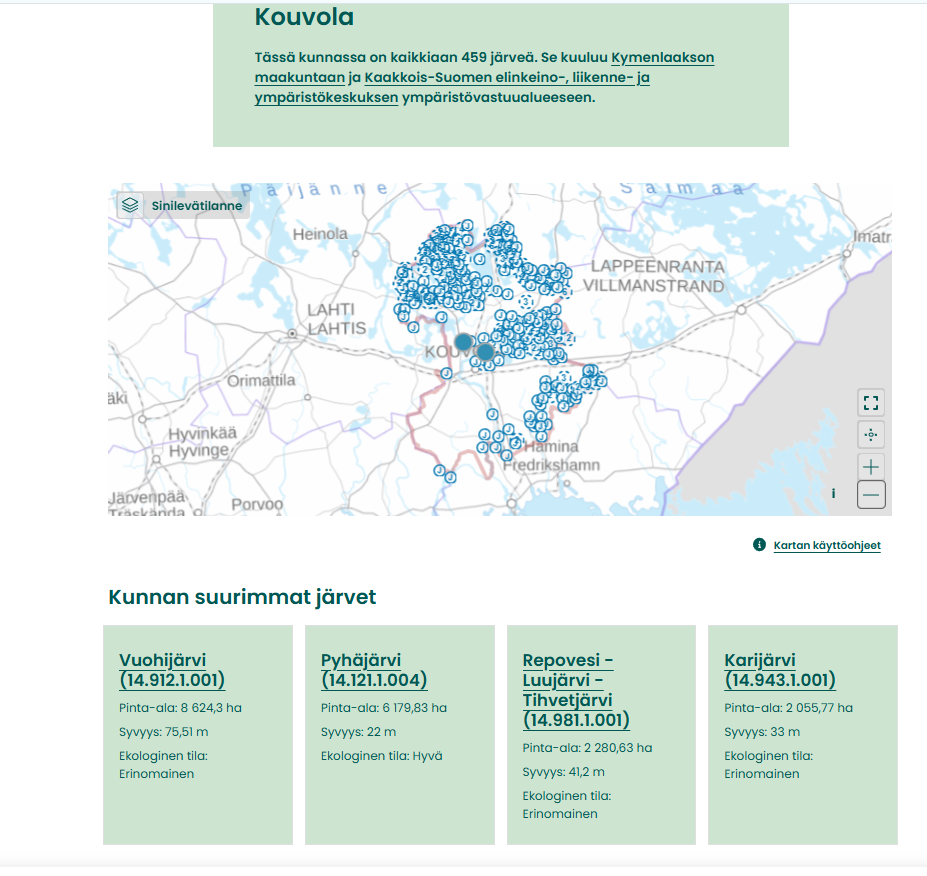 Kouvola
Tässä kunnassa on kaikkiaan 459 järveä. Se kuuluu Kymenlaakson
maakuntaan ja Kaakkois-Suomen elinkeino-, liikenne- ja
ympäristökeskuksen ympäristövastuualueeseen.
Sinilevätilanne
Päijänne
Saimaa
Heinola
Imatr
LAPPEENRANTA
VILLMANSTRAND
LAHTI
LAHTIS
KOUV
Orimattila
äki
Hyvinkää
Hyvinge
Hamina
Fredrikshamn
Järvenpää
Träskända
Porvoo
i
Kartan käyttöohjeet
Kunnan suurimmat järvet
Vuohijärvi
(14.912.1.001)
Pinta-ala: 8 624,3 ha
Syvyys: 75,51 m
Ekologinen tila:
Erinomainen
Pyhäjärvi
(14.121.1.004)
Pinta-ala: 6 179,83 ha
Syvyys: 22 m
Ekologinen tila: Hyvä
Repovesi -
Luujärvi -
Tihvetjärvi
(14.981.1.001)
Pinta-ala: 2 280,63 ha
Syvyys: 41,2 m
Ekologinen tila:
Erinomainen
Karijärvi
(14.943.1.001)
Pinta-ala: 2 055,77 ha
Syvyys: 33 m
Ekologinen tila:
Erinomainen